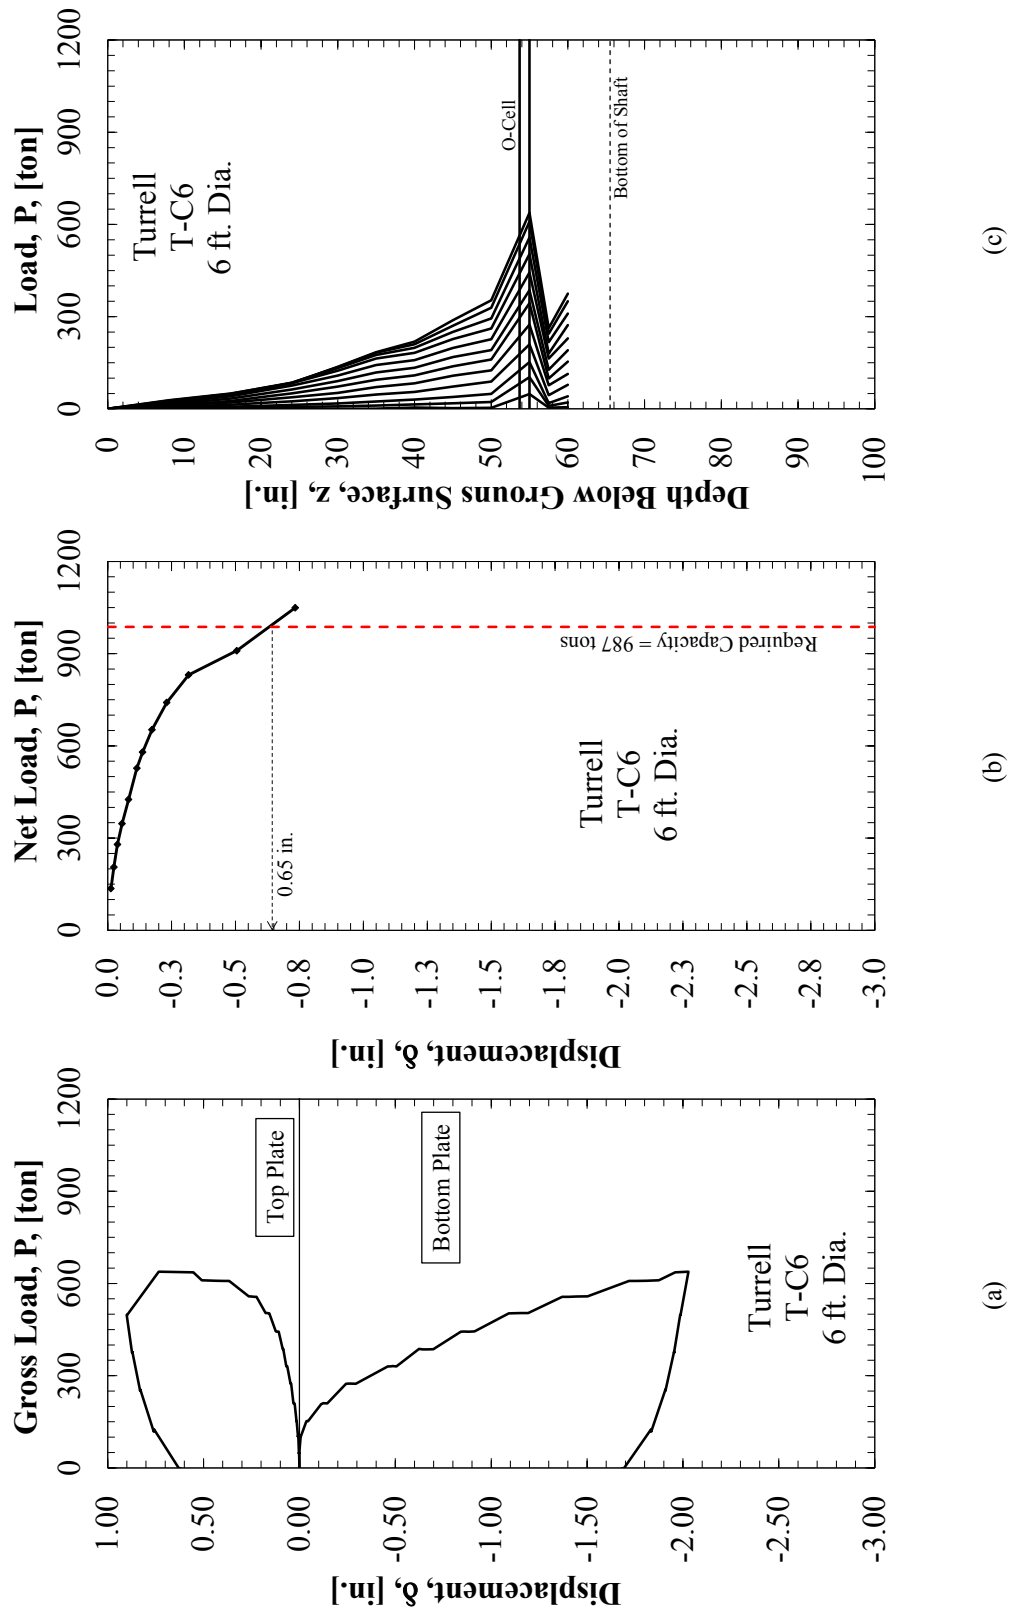 Gross Load, P, [ton]
0 300 600 900 1200
Displacement, δ, [in.]
1.00
0.50
0.00
-0.50
-1.00
-1.50
-2.00
-2.50
-3.00
Top Plate
Bottom Plate
Turrell
T-C6
6 ft. Dia.
(a)
Net Load, P, [ton]
0 300 600 900 1200
Displacement, δ, [in.]
0.0
-0.3
-0.5
-0.8
-1.0
-1.3
-1.5
-1.8
-2.0
-2.3
-2.5
-2.8
-3.0
0.65 in.
Required Capacity = 987 tons
Turrell
T-C6
6 ft. Dia.
(b)
Load, P, [ton]
0 300 600 900 1200
Depth Below Grouns Surface, z, [in.]
0
10
20
30
40
50
60
70
80
90
100
Turrell
T-C6
6 ft. Dia.
O-Cell
Bottom of Shaft
(c)